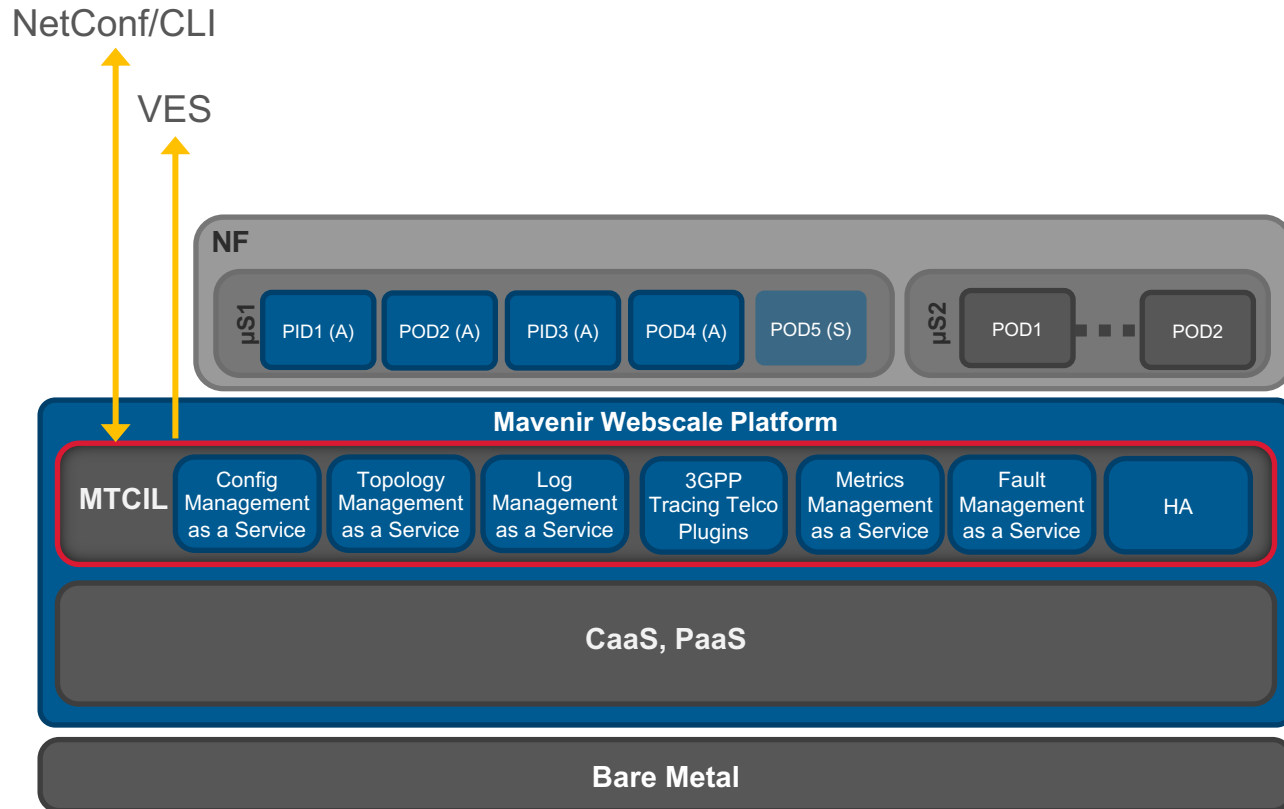 NetConf/CLI
VES
NF
µS1
PID1 (A)
POD2 (A)
PID3 (A)
POD4 (A)
POD5 (S)
µS2
POD1
POD2
Mavenir Webscale Platform
MTCIL
Config
Management
as a Service
Topology
Management
as a Service
Log
Management
as a Service
3GPP
Tracing Telco
Plugins
Metrics
Management
as a Service
Fault
Management
as a Service
HA
CaaS, PaaS
Bare Metal